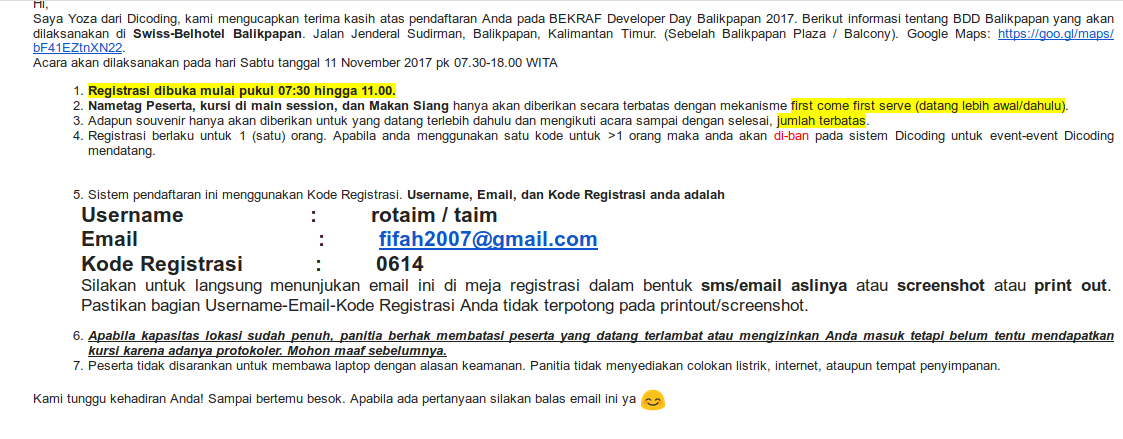 Hi,
Saya Yoza dari Dicoding, kami mengucapkan terima kasih atas pendaftaran Anda pada BEKRAF Developer Day Balikpapan 2017. Berikut informasi tentang BDD Balikpapan yang akan
dilaksanakan di Swiss-Belhotel Balikpapan. Jalan Jenderal Sudirman, Balikpapan, Kalimantan Timur. (Sebelah Balikpapan Plaza / Balcony). Google Maps: https://goo.gl/maps/
bF41EZtnXN22.
Acara akan dilaksanakan pada hari Sabtu tanggal 11 November 2017 pk 07.30-18.00 WITA
1. Registrasi dibuka mulai pukul 07:30 hingga 11.00.
2. Nametag Peserta, kursi di main session, dan Makan Siang hanya akan diberikan secara terbatas dengan mekanisme first come first serve (datang lebih awal/dahulu).
3. Adapun souvenir hanya akan diberikan untuk yang datang terlebih dahulu dan mengikuti acara sampai dengan selesai, jumlah terbatas.
4. Registrasi berlaku untuk 1 (satu) orang. Apabila anda menggunakan satu kode untuk >1 orang maka anda akan di-ban pada sistem Dicoding untuk event-event Dicoding
mendatang.
5. Sistem pendaftaran ini menggunakan Kode Registrasi. Username, Email, dan Kode Registrasi anda adalah
Username : rotaim / taim
Email : fifah2007@gmail.com
Kode Registrasi : 0614
Silakan untuk langsung menunjukan email ini di meja registrasi dalam bentuk sms/email aslinya atau screenshot atau print out.
Pastikan bagian Username-Email-Kode Registrasi Anda tidak terpotong pada printout/screenshot.
6. Apabila kapasitas lokasi sudah penuh, panitia berhak membatasi peserta yang datang terlambat atau mengizinkan Anda masuk tetapi belum tentu mendapatkan
kursi karena adanya protokoler. Mohon maaf sebelumnya.
7. Peserta tidak disarankan untuk membawa laptop dengan alasan keamanan. Panitia tidak menyediakan colokan listrik, internet, ataupun tempat penyimpanan.
Kami tunggu kehadiran Anda! Sampai bertemu besok. Apabila ada pertanyaan silakan balas email ini ya 😊